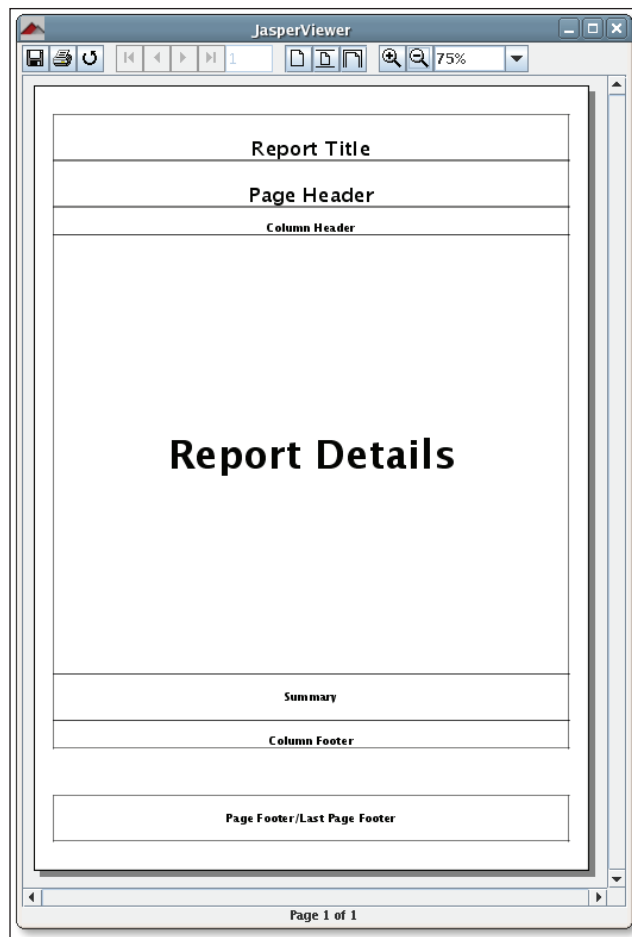 JasperViewer
1
75%
Report Title
Page Header
Column Header
Report Details
Summary
Column Footer
Page Footer/Last Page Footer
Page 1 of 1